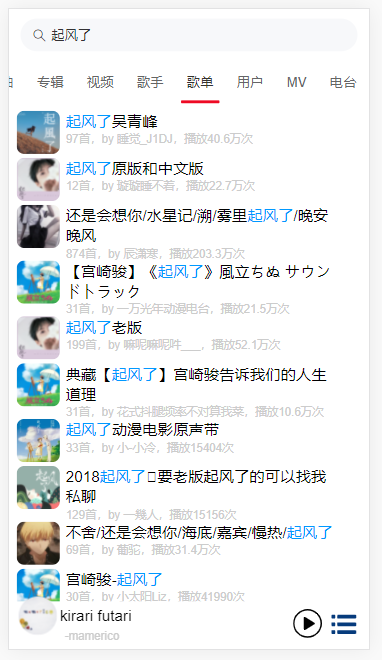 起风了
专辑 视频 歌手 歌单 用户 MV 电台
起风了吴青峰
97首，by 睡觉_J1DJ，播放40.6万次
起风了原版和中文版
12首，by 璇璇睡不着，播放22.7万次
还是会想你/水星记/溯/雾里起风了/晚安
晚风
874首，by 辰潇寒，播放203.3万次
【宫崎骏】《起风了》風立ちぬ サウン
ドトラック
31首，by 一万光年动漫电台，播放21.5万次
起风了老版
199首，by 嘛呢嘛呢吽___，播放52.1万次
典藏【起风了】宫崎骏告诉我们的人生
道理
31首，by 花式抖腿频率不对算我菜，播放10.6万次
起风了动漫电影原声带
33首，by 小-小冷，播放15404次
2018起风了要老版起风了的可以找我
私聊
129首，by 一幾人，播放15156次
不舍/还是会想你/海底/嘉宾/慢热/起风了
69首，by 葡驼，播放31.4万次
宫崎骏-起风了
30首，by 小太阳Liz，播放41990次
kirari futari
-mamerico